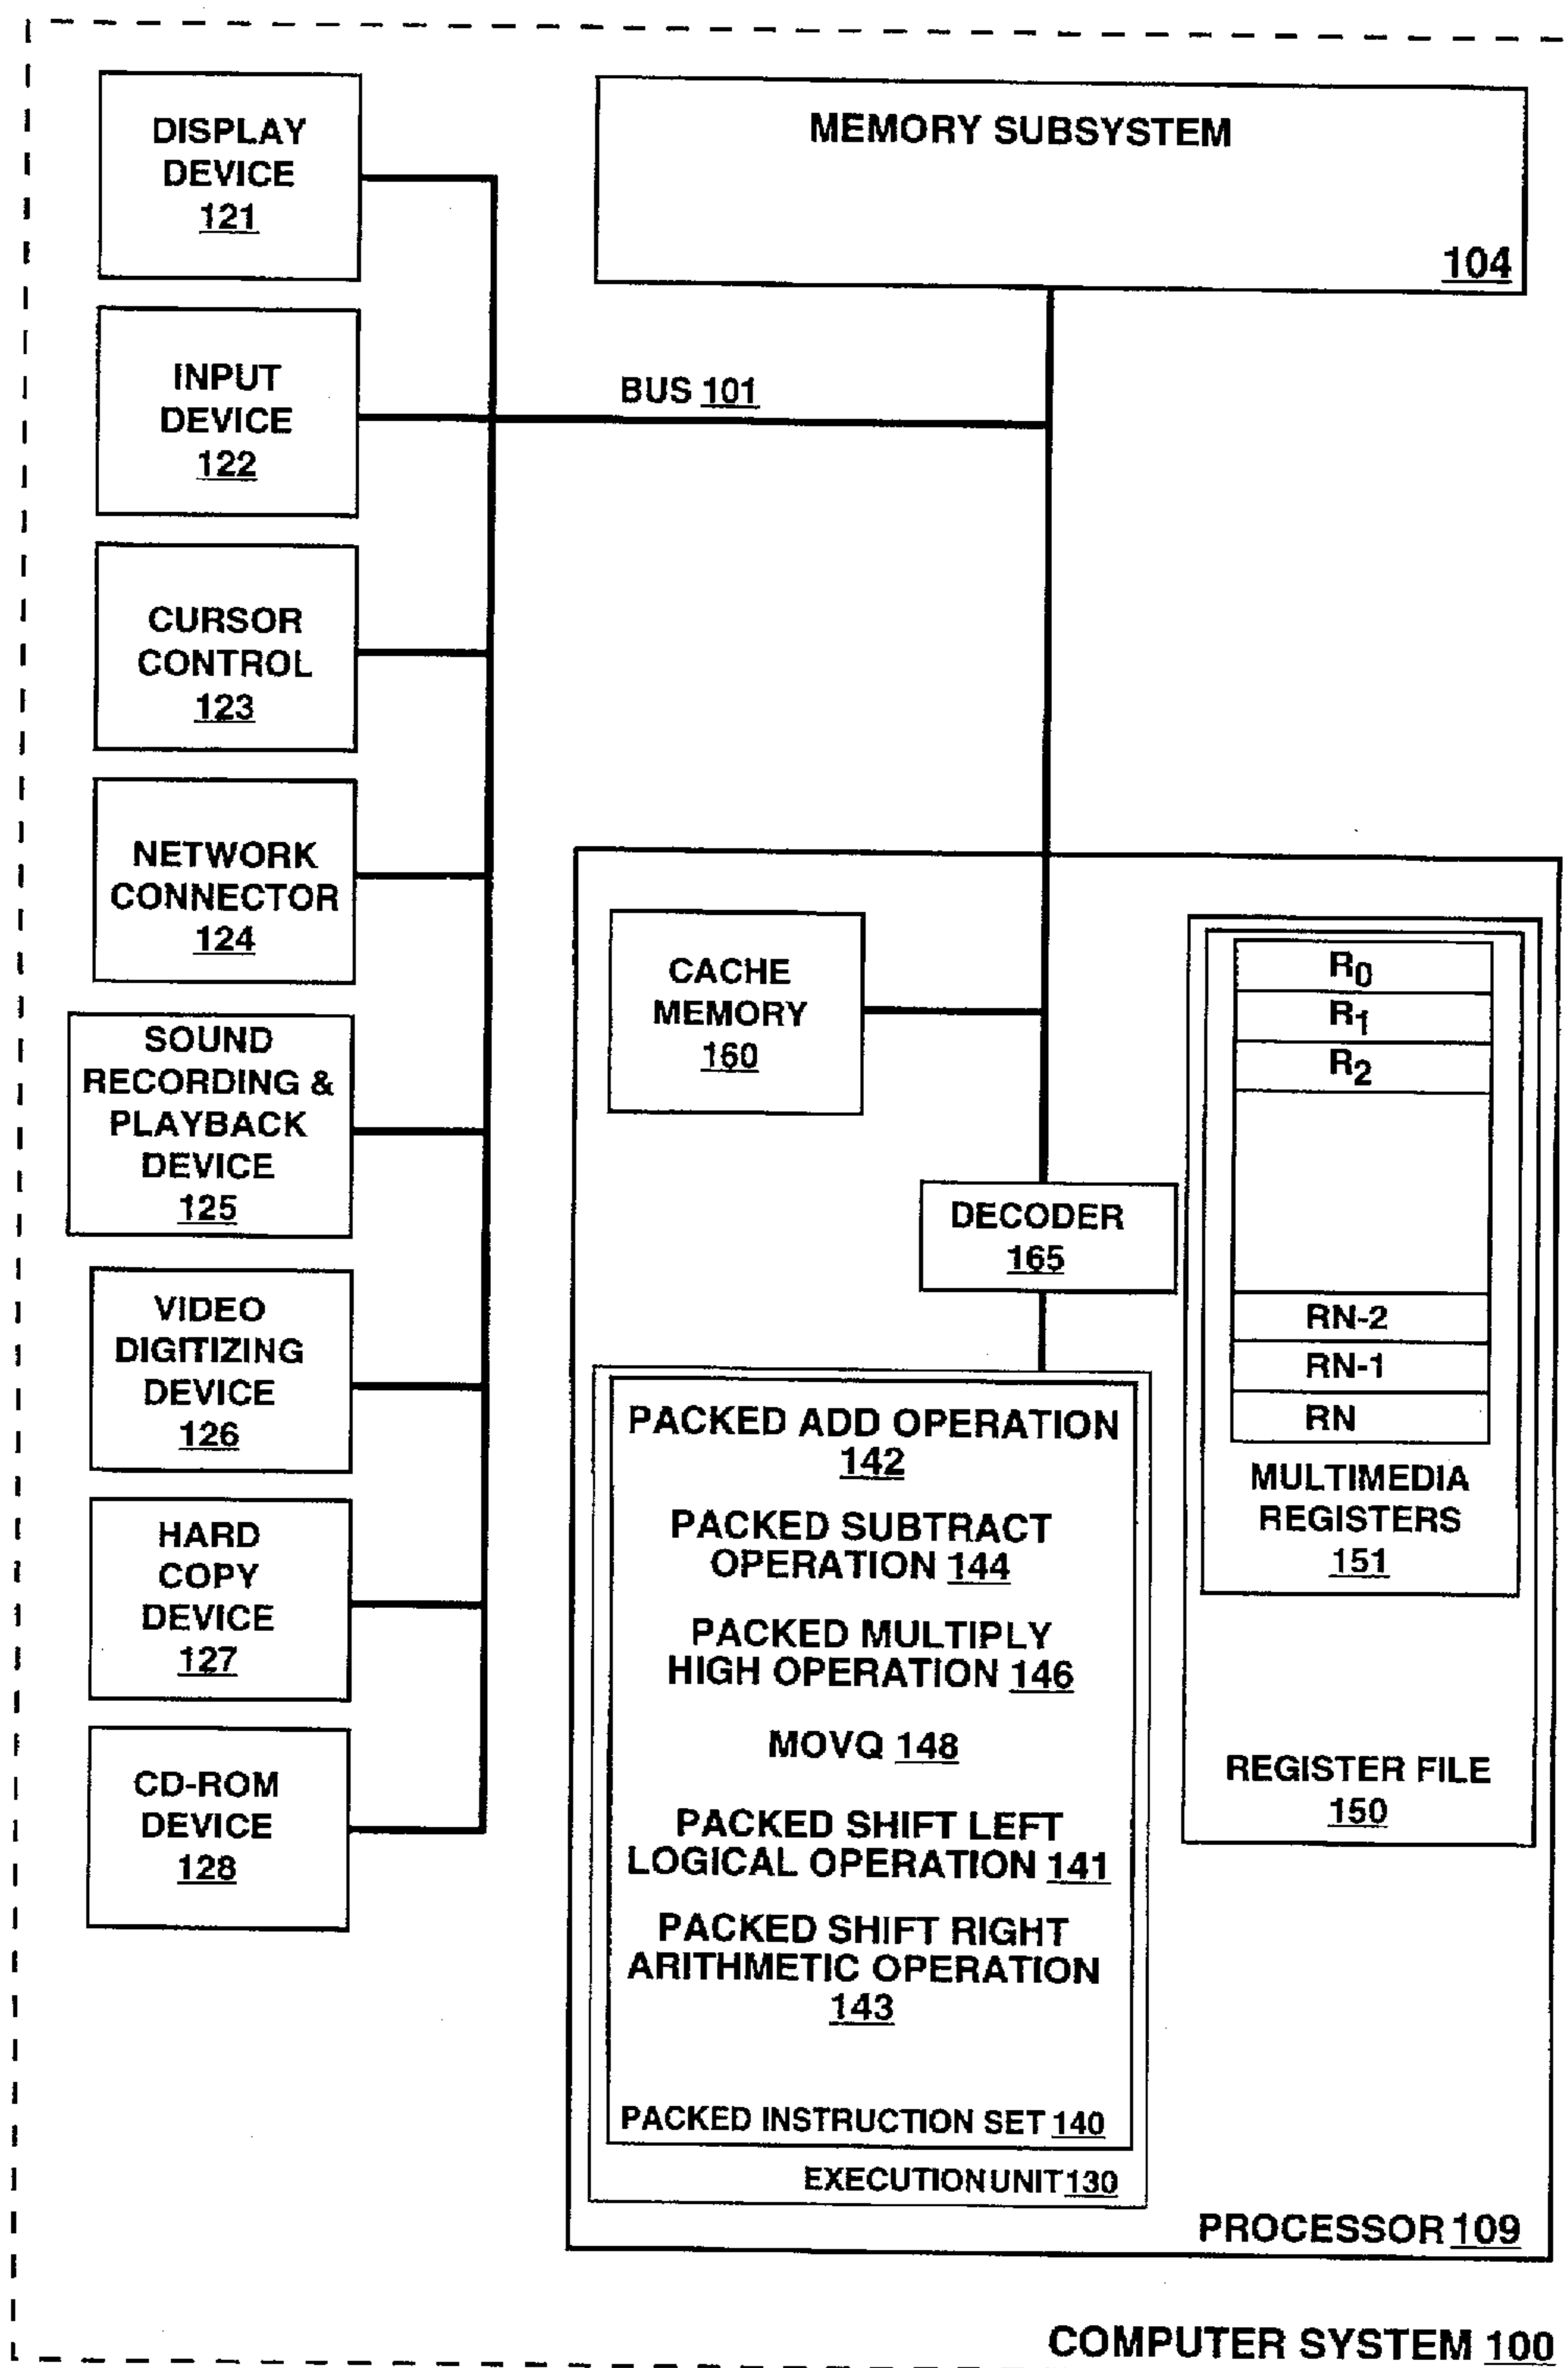 DISPLAY
DEVICE
121
MEMORY SUBSYSTEM
104
INPUT
DEVICE
122
BUS 101
CURSOR
CONTROL
123
NETWORK
CONNECTOR
124
SOUND
RECORDING &
PLAYBACK
DEVICE
125
VIDEO
DIGITIZING
DEVICE
126
HARD
COPY
DEVICE
127
CD-ROM
DEVICE
128
CACHE
MEMORY
160
DECODER
165
R0
R1
R2
RN-2
RN-1
RN
MULTIMEDIA
REGISTERS
151
REGISTER FILE
150
PACKED ADD OPERATION
142
PACKED SUBTRACT
OPERATION 144
PACKED MULTIPLY
HIGH OPERATION 146
MOVQ 148
PACKED SHIFT LEFT
LOGICAL OPERATION 141
PACKED SHIFT RIGHT
ARITHMETIC OPERATION
143
PACKED INSTRUCTION SET 140
EXECUTION UNIT 130
PROCESSOR 109
COMPUTER SYSTEM 100